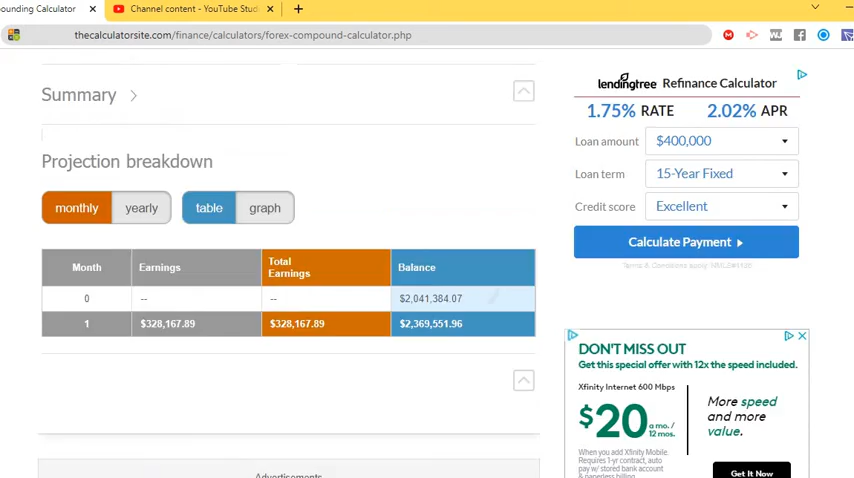 ounding Calculator
Channel content - YouTube Stud
thecalculatorsite.com/finance/calculators/forex-compound-calculator.php
Summary
Projection breakdown
monthly yearly table graph
Month Earnings Total Earnings Balance
0 -- -- $2,041,384.07
1 $328,167.89 $328,167.89 $2,369,551.96
Advertisements
lendingtree Refinance Calculator
1.75% RATE 2.02% APR
Loan amount $400,000
Loan term 15-Year Fixed
Credit score Excellent
Calculate Payment
DON'T MISS OUT
Get this special offer with 12x the speed included.
Xfinity Internet 600 Mbps
$20 a mo. / 12 mos.
More speed
and more
value.
When you add Xfinity Mobile.
Requires 1-yr contract, auto
pay w/ stored bank account
& paperless billing
Get It Now